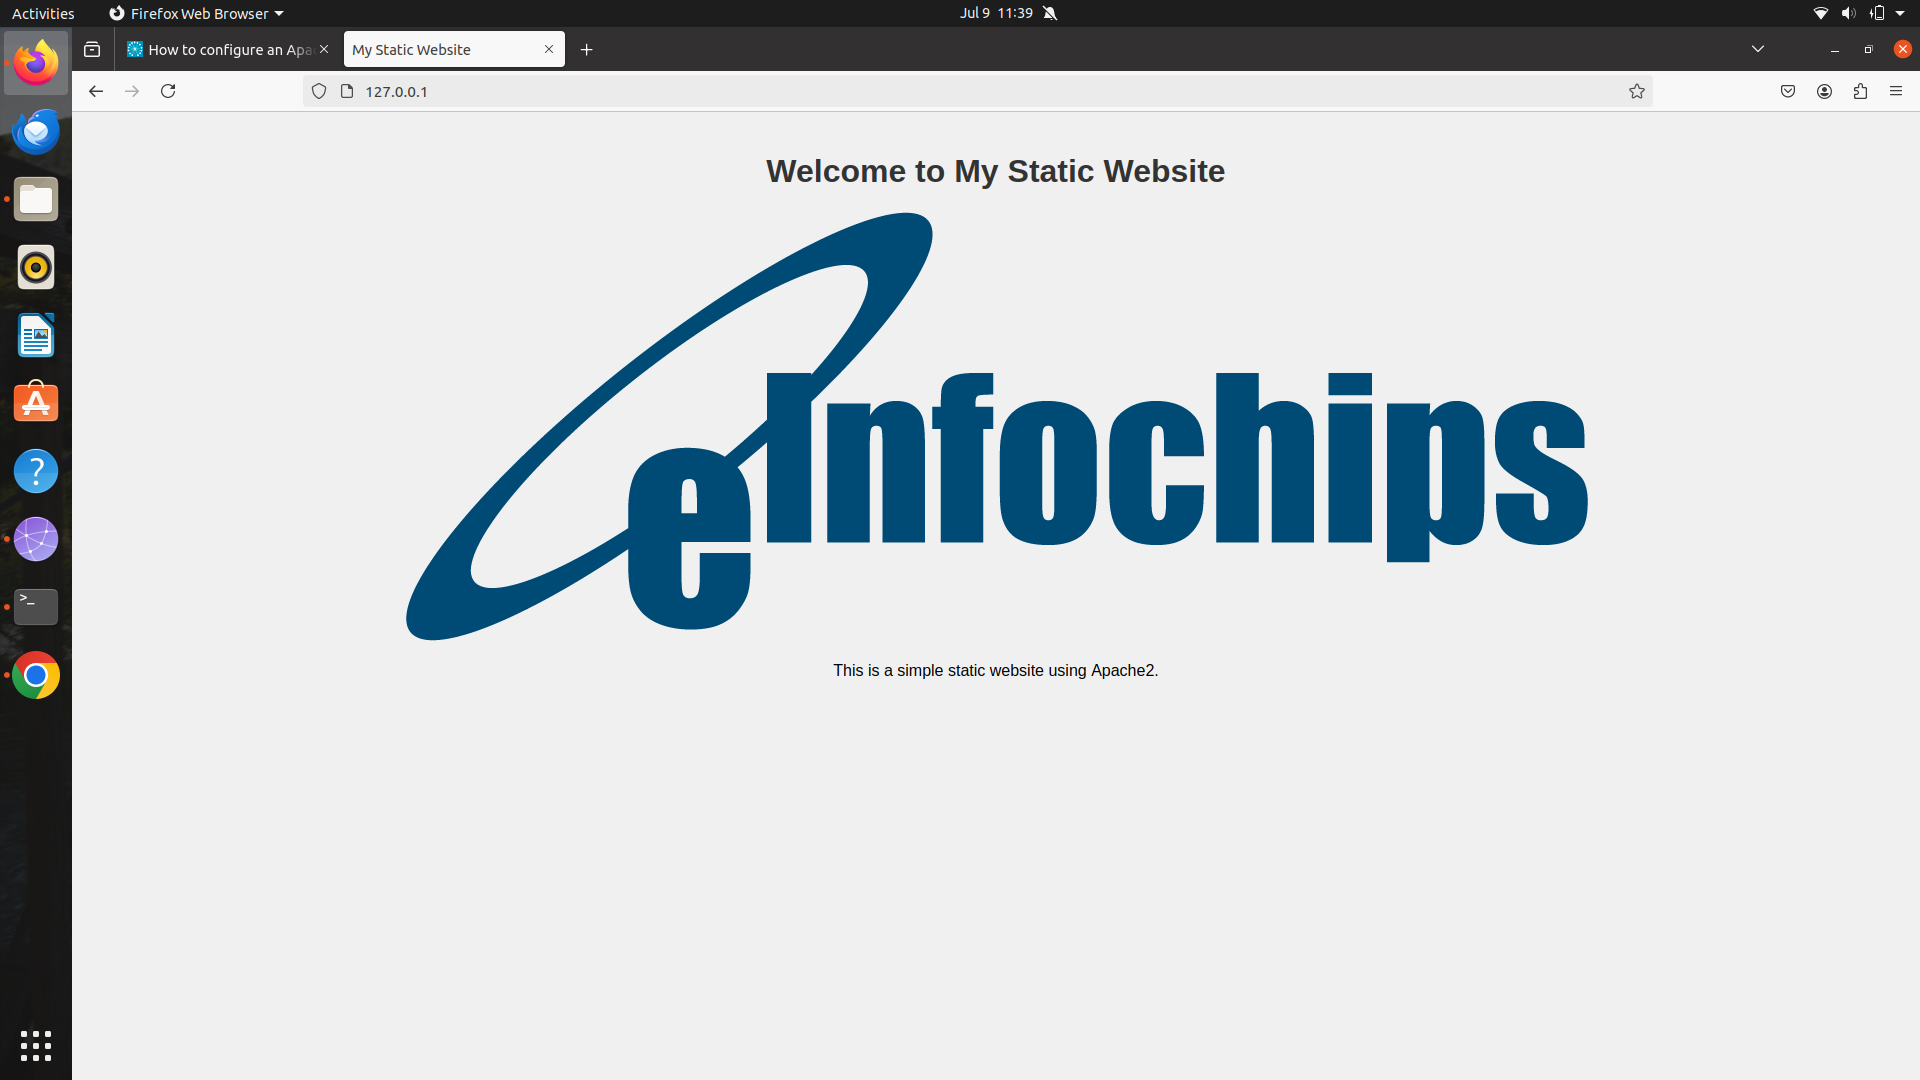 Activities
Firefox Web Browser
Jul 9 11:39
How to configure an Apa
My Static Website
127.0.0.1
Welcome to My Static Website
eInfochips
This is a simple static website using Apache2.